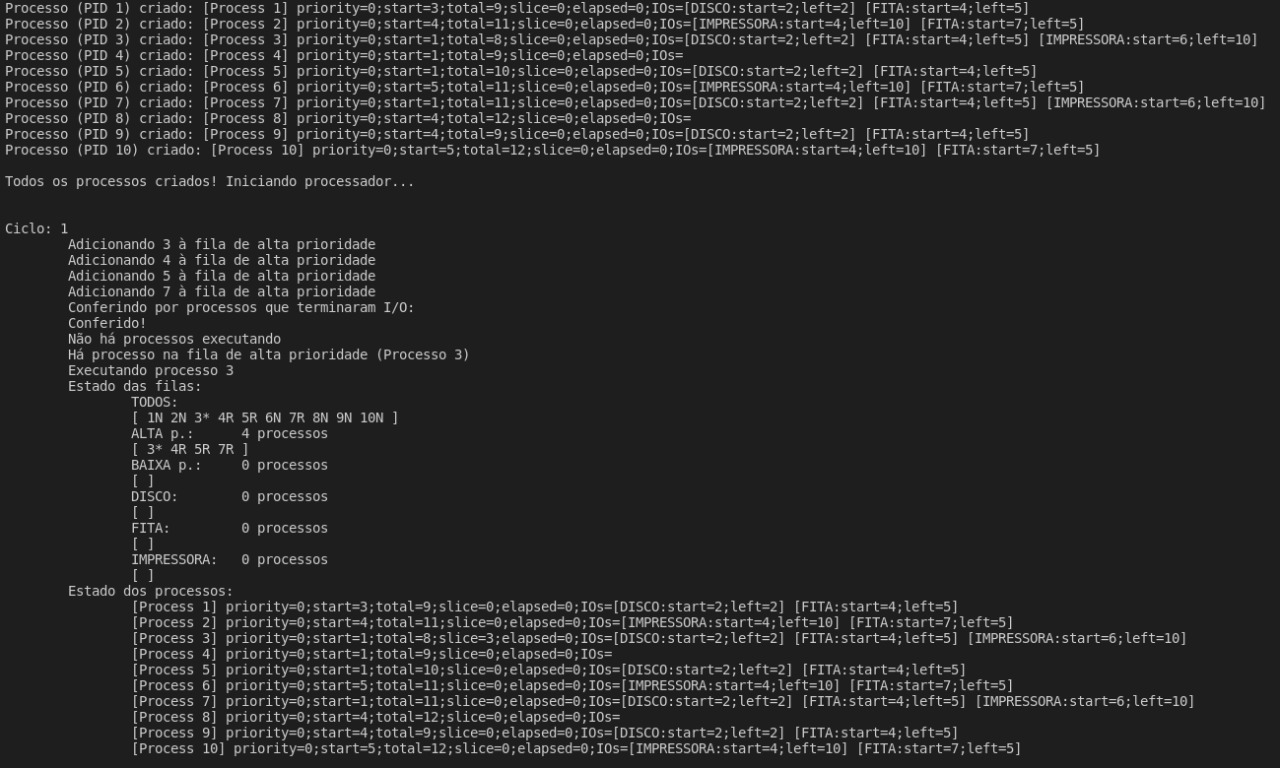 Processo (PID 1) criado: [Process 1] priority=0;start=3;total=9;slice=0;elapsed=0;IOs=[DISCO:start=2;left=2] [FITA:start=4;left=5]
Processo (PID 2) criado: [Process 2] priority=0;start=4;total=11;slice=0;elapsed=0;IOs=[IMPRESSORA:start=4;left=10] [FITA:start=7;left=5]
Processo (PID 3) criado: [Process 3] priority=0;start=1;total=8;slice=0;elapsed=0;IOs=[DISCO:start=2;left=2] [FITA:start=4;left=5] [IMPRESSORA:start=6;left=10]
Processo (PID 4) criado: [Process 4] priority=0;start=1;total=9;slice=0;elapsed=0;IOs=
Processo (PID 5) criado: [Process 5] priority=0;start=1;total=10;slice=0;elapsed=0;IOs=[DISCO:start=2;left=2] [FITA:start=4;left=5]
Processo (PID 6) criado: [Process 6] priority=0;start=5;total=11;slice=0;elapsed=0;IOs=[IMPRESSORA:start=4;left=10] [FITA:start=7;left=5]
Processo (PID 7) criado: [Process 7] priority=0;start=1;total=11;slice=0;elapsed=0;IOs=[DISCO:start=2;left=2] [FITA:start=4;left=5] [IMPRESSORA:start=6;left=10]
Processo (PID 8) criado: [Process 8] priority=0;start=4;total=12;slice=0;elapsed=0;IOs=
Processo (PID 9) criado: [Process 9] priority=0;start=4;total=9;slice=0;elapsed=0;IOs=[DISCO:start=2;left=2] [FITA:start=4;left=5]
Processo (PID 10) criado: [Process 10] priority=0;start=5;total=12;slice=0;elapsed=0;IOs=[IMPRESSORA:start=4;left=10] [FITA:start=7;left=5]
Todos os processos criados! Iniciando processador...
Ciclo: 1
Adicionando 3 à fila de alta prioridade
Adicionando 4 à fila de alta prioridade
Adicionando 5 à fila de alta prioridade
Adicionando 7 à fila de alta prioridade
Conferindo por processos que terminaram I/O:
Conferido!
Não há processos executando
Há processo na fila de alta prioridade (Processo 3)
Executando processo 3
Estado das filas:
TODOS:
[ 1N 2N 3* 4R 5R 6N 7R 8N 9N 10N ]
ALTA p.: 4 processos
[ 3* 4R 5R 7R ]
BAIXA p.: 0 processos
[ ]
DISCO: 0 processos
[ ]
FITA: 0 processos
[ ]
IMPRESSORA: 0 processos
[ ]
Estado dos processos:
[Process 1] priority=0;start=3;total=9;slice=0;elapsed=0;IOs=[DISCO:start=2;left=2] [FITA:start=4;left=5]
[Process 2] priority=0;start=4;total=11;slice=0;elapsed=0;IOs=[IMPRESSORA:start=4;left=10] [FITA:start=7;left=5]
[Process 3] priority=0;start=1;total=8;slice=3;elapsed=0;IOs=[DISCO:start=2;left=2] [FITA:start=4;left=5] [IMPRESSORA:start=6;left=10]
[Process 4] priority=0;start=1;total=9;slice=0;elapsed=0;IOs=
[Process 5] priority=0;start=1;total=10;slice=0;elapsed=0;IOs=[DISCO:start=2;left=2] [FITA:start=4;left=5]
[Process 6] priority=0;start=5;total=11;slice=0;elapsed=0;IOs=[IMPRESSORA:start=4;left=10] [FITA:start=7;left=5]
[Process 7] priority=0;start=1;total=11;slice=0;elapsed=0;IOs=[DISCO:start=2;left=2] [FITA:start=4;left=5] [IMPRESSORA:start=6;left=10]
[Process 8] priority=0;start=4;total=12;slice=0;elapsed=0;IOs=
[Process 9] priority=0;start=4;total=9;slice=0;elapsed=0;IOs=[DISCO:start=2;left=2] [FITA:start=4;left=5]
[Process 10] priority=0;start=5;total=12;slice=0;elapsed=0;IOs=[IMPRESSORA:start=4;left=10] [FITA:start=7;left=5]